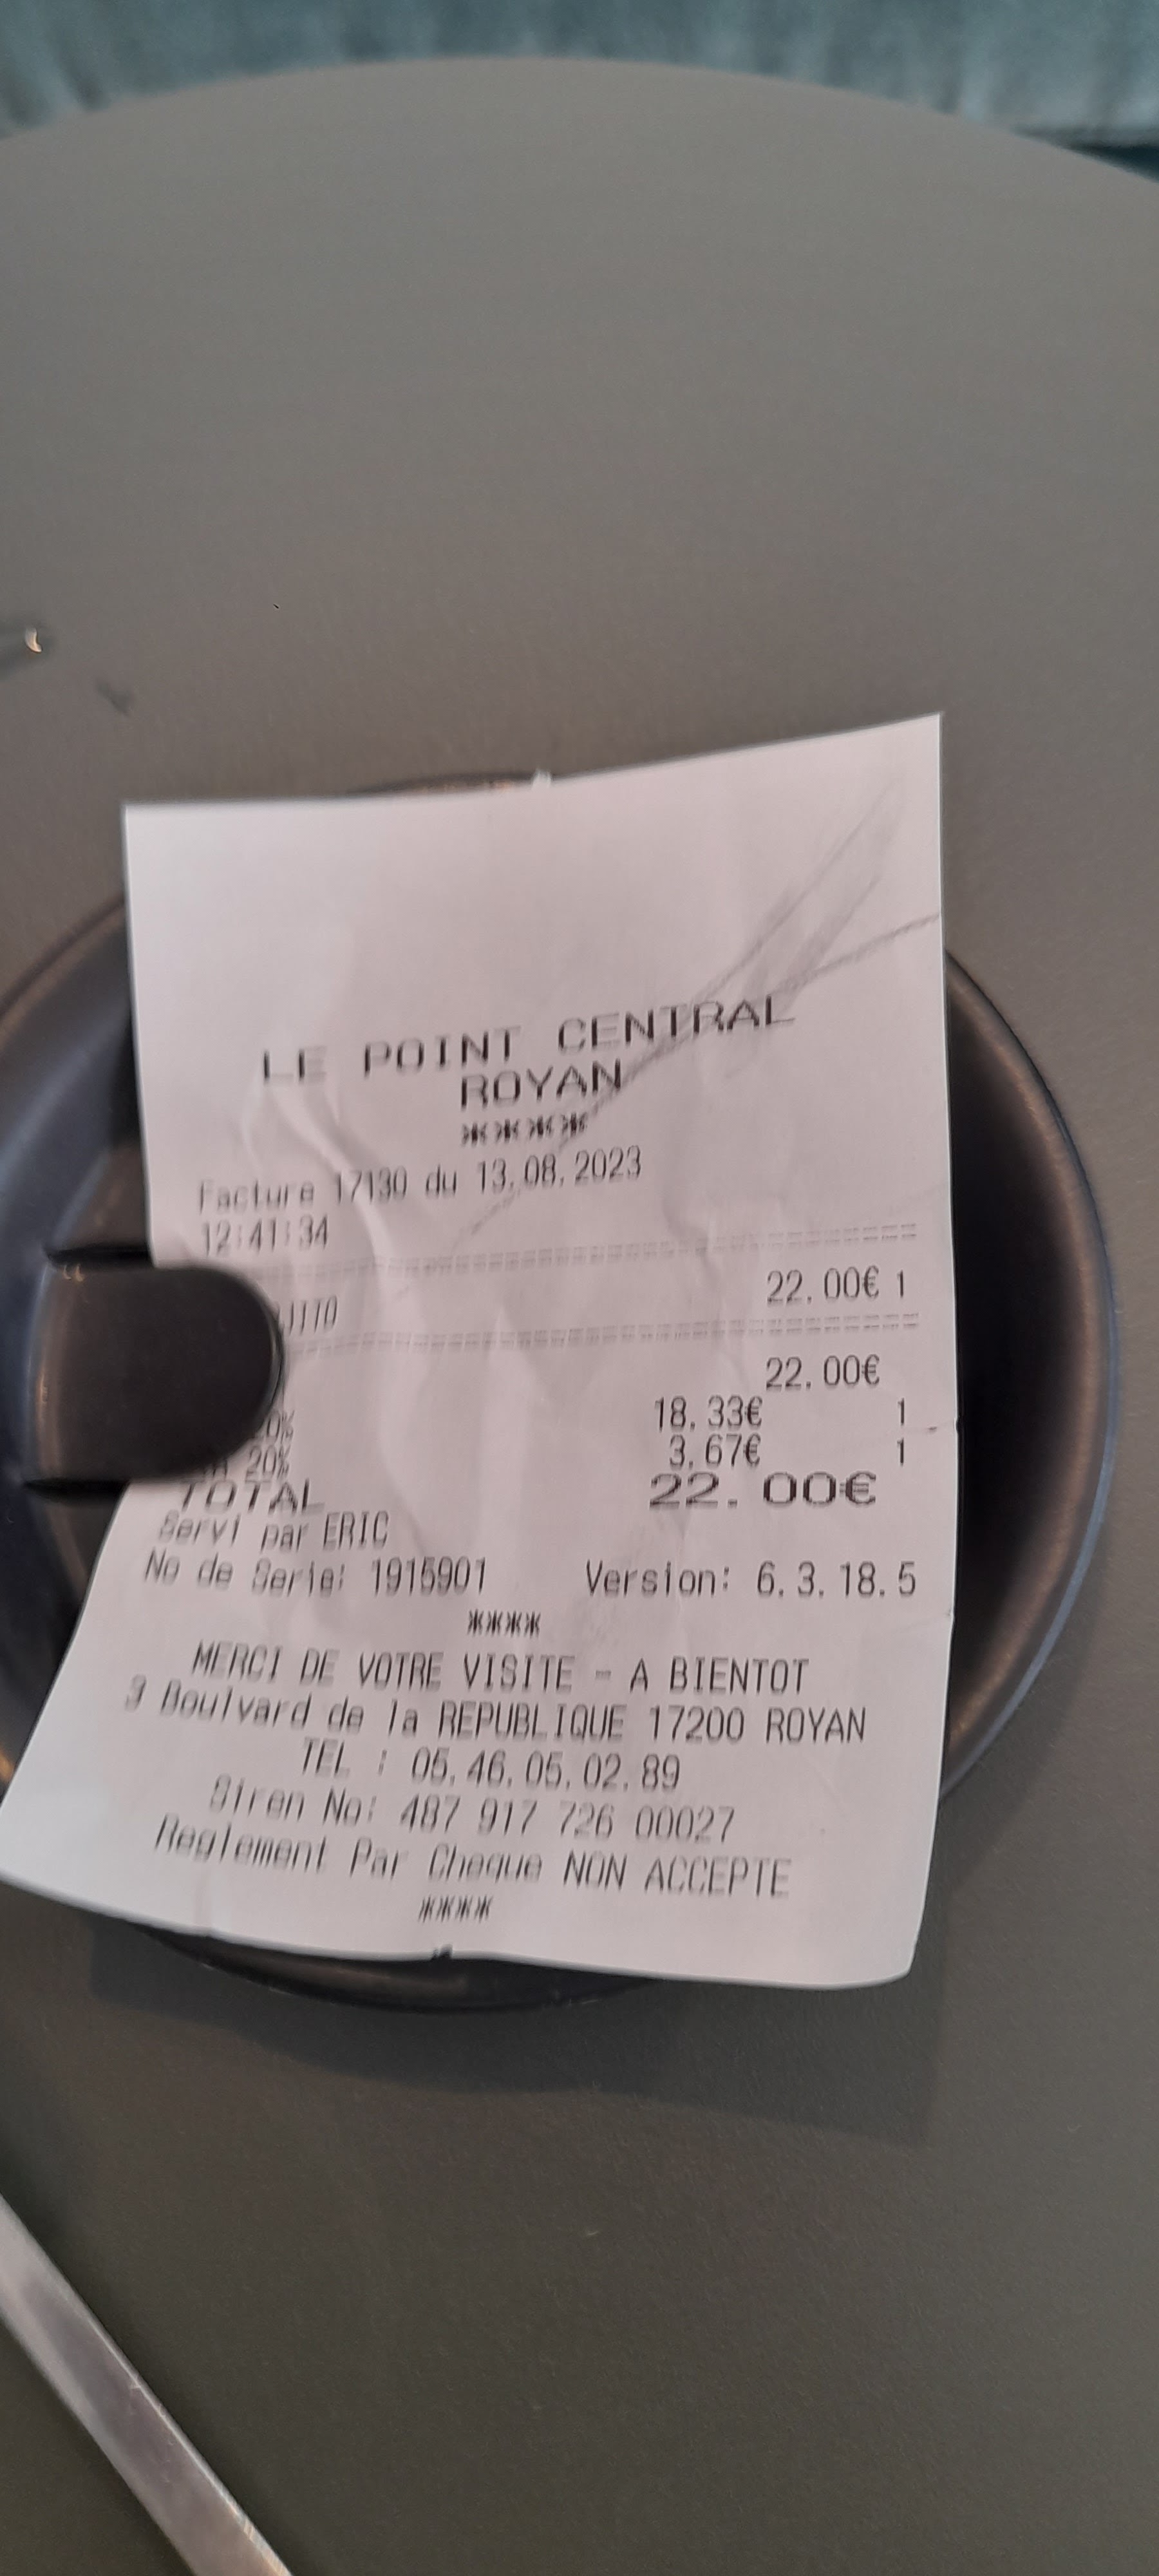 LE POINT CENTRAL
ROYAN
****
Facture 17130 du 13.08.2023
12:41:34
JITO 22.00€ 1
22.00€
0% 18.33€ 1
20% 3.67€ 1
TOTAL 22.00€
Servi par ERIC
No de Serie: 1915901 Version: 6.3.18.5
****
MERCI DE VOTRE VISITE - A BIENTOT
9 Boulvard de la REPUBLIQUE 17200 ROYAN
TEL : 05.46.05.02.89
Siren No: 487 917 726 00027
Reglement Par Cheque NON ACCEPTE
****